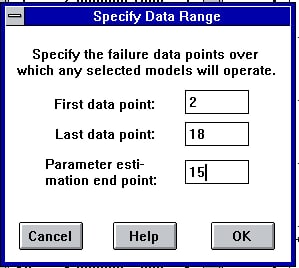 Specify Data Range
Specify the failure data points over
which any selected models will operate.
First data point: 2
Last data point: 18
Parameter esti-
mation end point: 15
Cancel Help OK